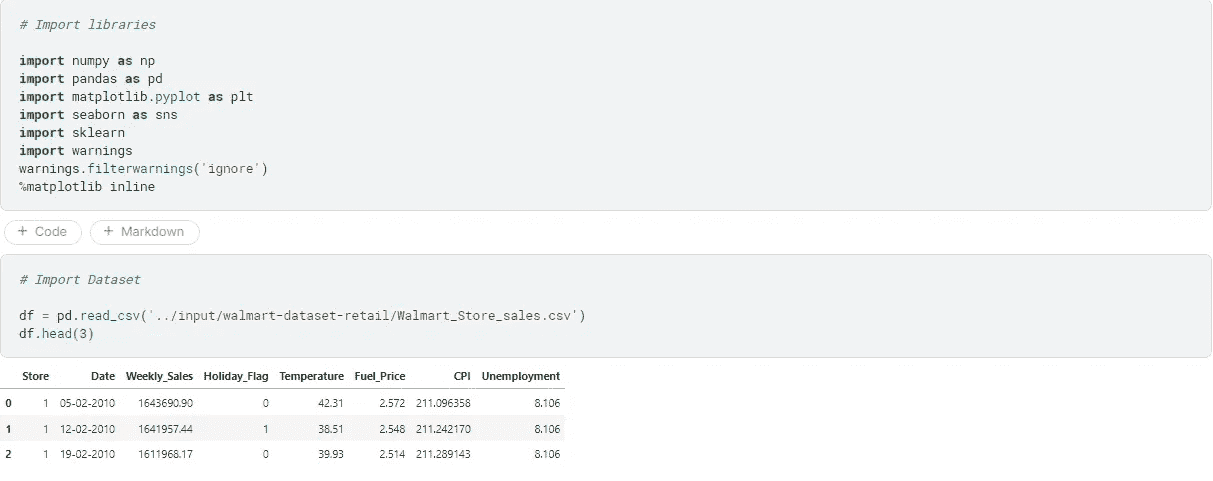 # Import libraries
import numpy as np
import pandas as pd
import matplotlib.pyplot as plt
import seaborn as sns
import sklearn
import warnings
warnings.filterwarnings('ignore')
%matplotlib inline
+ Code + Markdown
# Import Dataset
df = pd.read_csv('../input/walmart-dataset-retail/Walmart_Store_sales.csv')
df.head(3)
Store Date Weekly_Sales Holiday_Flag Temperature Fuel_Price CPI Unemployment
0 1 05-02-2010 1643690.90 0 42.31 2.572 211.096358 8.106
1 1 12-02-2010 1641957.44 1 38.51 2.548 211.242170 8.106
2 1 19-02-2010 1611968.17 0 39.93 2.514 211.289143 8.106